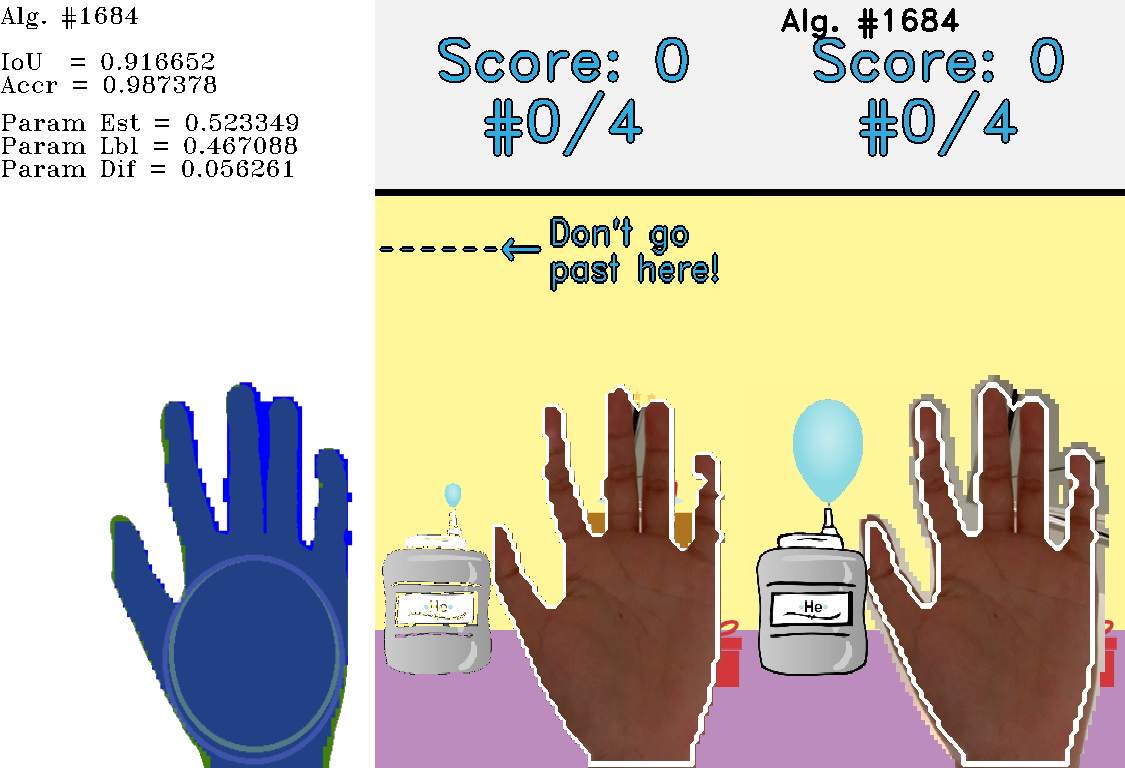 Alg. #1684
IoU = 0.916652
Accr = 0.987378
Param Est = 0.523349
Param Lbl = 0.467088
Param Dif = 0.056261
Score: 0
#0/4
Don't go
past here!
He
Alg. #1684
Score: 0
#0/4
He